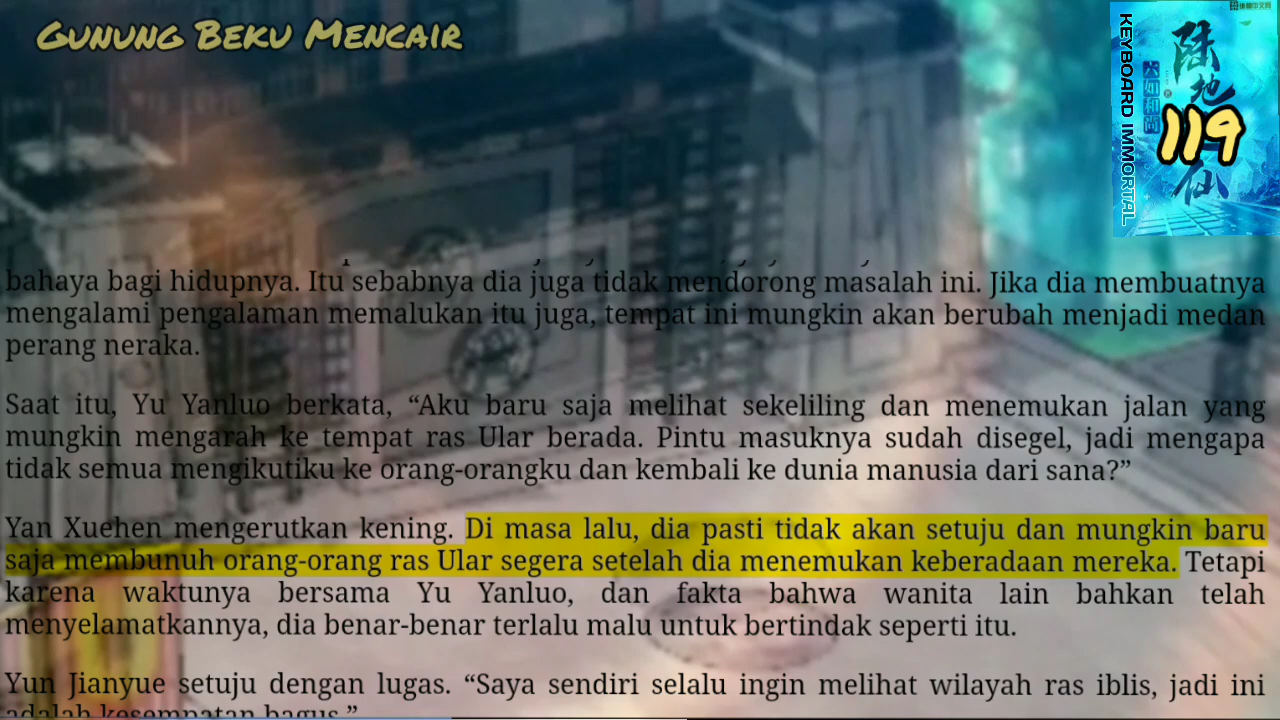 Gunung Beku Mencair
KEYBOARD IMMORTAL
陆地
119
仙
bahaya bagi hidupnya. Itu sebabnya dia juga tidak mendorong masalah ini. Jika dia membuatnya
mengalami pengalaman memalukan itu juga, tempat ini mungkin akan berubah menjadi medan
perang neraka.
Saat itu, Yu Yanluo berkata, “Aku baru saja melihat sekeliling dan menemukan jalan yang
mungkin mengarah ke tempat ras Ular berada. Pintu masuknya sudah disegel, jadi mengapa
tidak semua mengikutiku ke orang-orangku dan kembali ke dunia manusia dari sana?”
Yan Xuehen mengerutkan kening. Di masa lalu, dia pasti tidak akan setuju dan mungkin baru
saja membunuh orang-orang ras Ular segera setelah dia menemukan keberadaan mereka. Tetapi
karena waktunya bersama Yu Yanluo, dan fakta bahwa wanita lain bahkan telah
menyelamatkannya, dia benar-benar terlalu malu untuk bertindak seperti itu.
Yun Jianyue setuju dengan lugas. “Saya sendiri selalu ingin melihat wilayah ras iblis, jadi ini
adalah kesempatan bagus.”